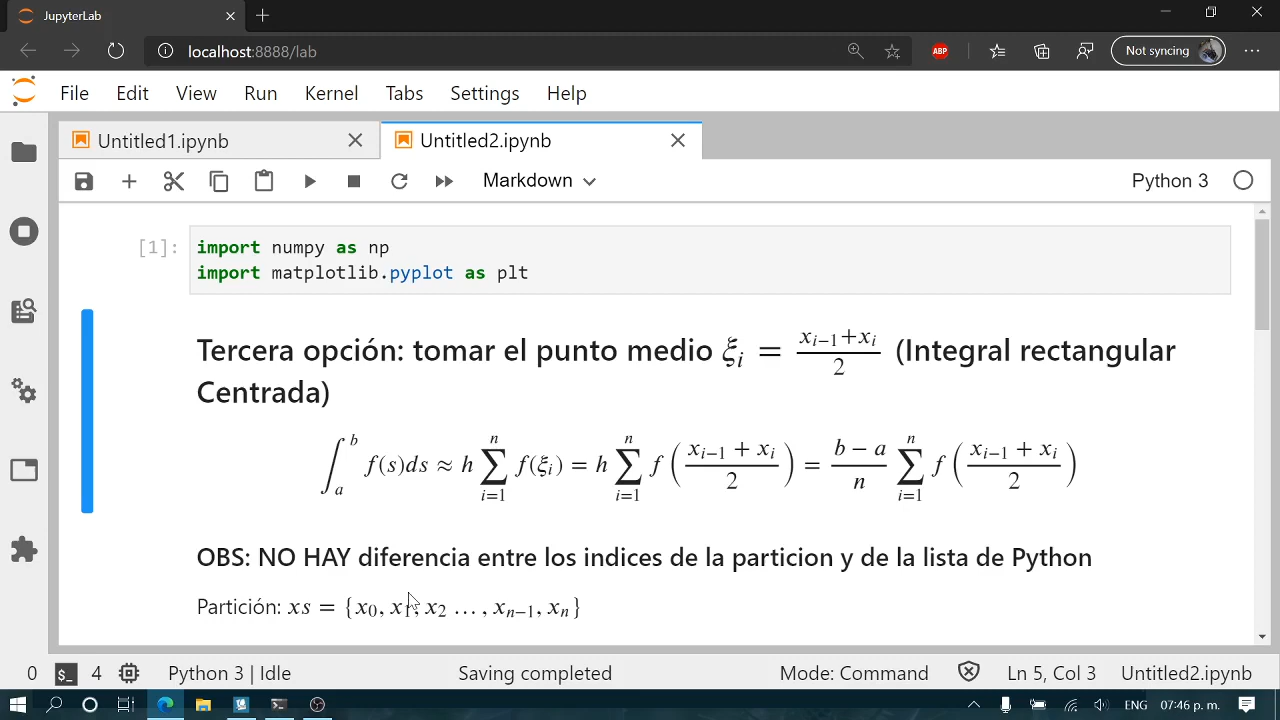 JupyterLab
localhost:8888/lab
ABP
Not syncing
File Edit View Run Kernel Tabs Settings Help
Untitled1.ipynb
Untitled2.ipynb
Markdown
Python 3
[1]:
import numpy as np
import matplotlib.pyplot as plt
Tercera opción: tomar el punto medio ξ_i = (x_{i−1}+x_i)/2 (Integral rectangular
Centrada)
∫_a^b f(s)ds ≈ h ∑_{i=1}^n f(ξ_i) = h ∑_{i=1}^n f((x_{i−1} + x_i)/2) = (b − a)/n ∑_{i=1}^n f((x_{i−1} + x_i)/2)
OBS: NO HAY diferencia entre los indices de la particion y de la lista de Python
Partición: xs = {x_0, x_1, x_2 …, x_{n−1}, x_n}
0 $_ 4 Python 3 | Idle Saving completed Mode: Command Ln 5, Col 3 Untitled2.ipynb
ENG 07:46 p. m.